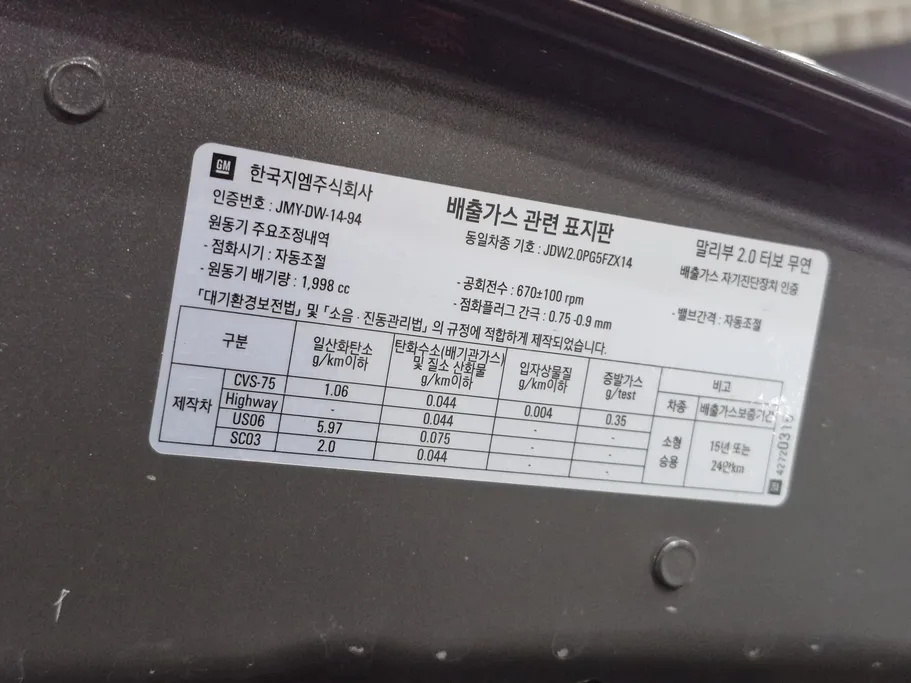 GM 한국지엠주식회사
배출가스 관련 표지판
인증번호 : JMY-DW-14-94
동일차종 기호 : JDW2.0PG5FZX14
말리부 2.0 터보 무연
원동기 주요조정내역
배출가스 자기진단장치 인증
- 점화시기 : 자동조절
- 공회전수 : 670±100 rpm
- 밸브간격 : 자동조절
- 원동기 배기량 : 1,998 cc
- 점화플러그 간극 : 0.75 -0.9 mm
「대기환경보전법」 및 「소음 · 진동관리법」 의 규정에 적합하게 제작되었습니다.
구분 일산화탄소 g/km이하 탄화수소(배기관가스) 및 질소 산화물 g/km이하 입자상물질 g/km이하 증발가스 g/test 비고
차종 배출가스보증기간
제작차 CVS-75 1.06 0.044 0.004 0.35 소형 승용 15년 또는 24만km
Highway - 0.044 - -
US06 5.97 0.075 - -
SC03 2.0 0.044 - -